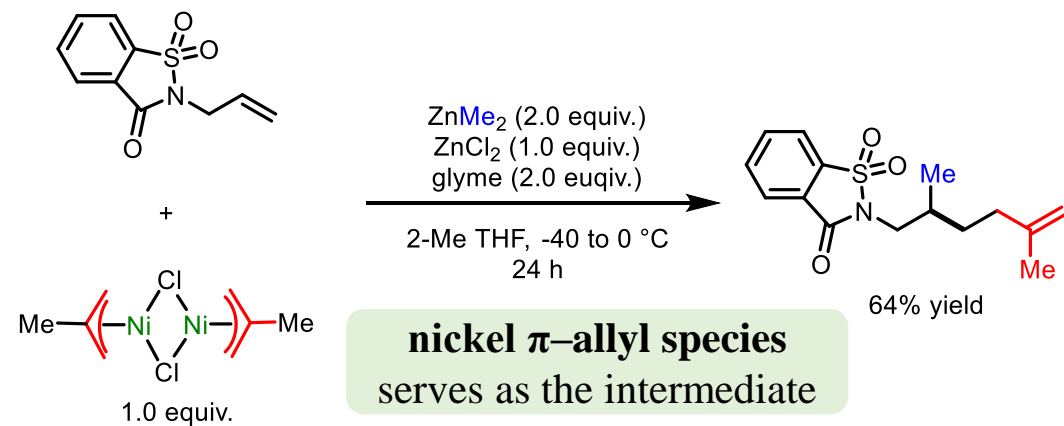 O
O
S
N
O
+
Me
Cl
Ni
Ni
Cl
Me
1.0 equiv.
ZnMe₂ (2.0 equiv.)
ZnCl₂ (1.0 equiv.)
glyme (2.0 euqiv.)
2-Me THF, -40 to 0 °C
24 h
nickel π–allyl species
serves as the intermediate
O
O
S
N
O
Me
Me
64% yield